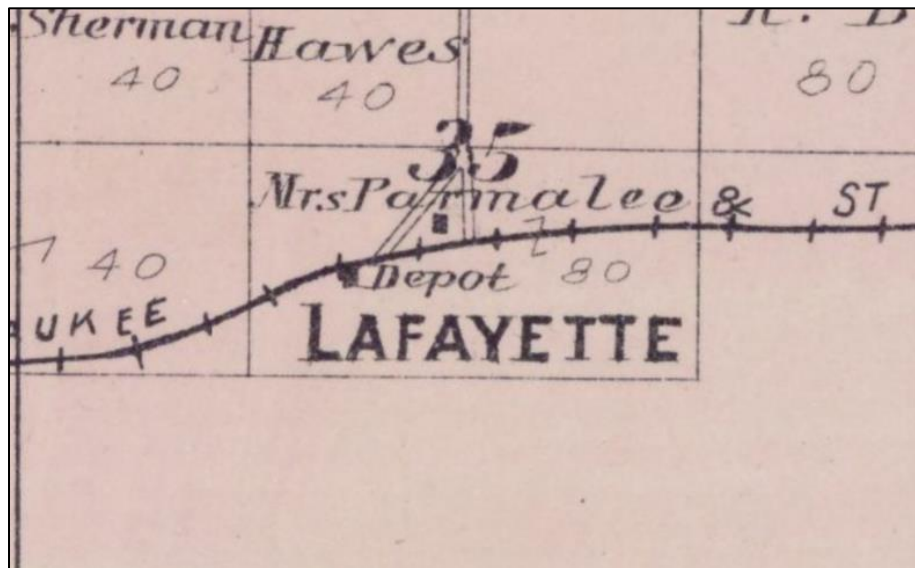 Sherman
Hawes
R. B
40
40
80
35
Mrs Parmalee
& ST
40
Depot
80
UKEE
LAFAYETTE